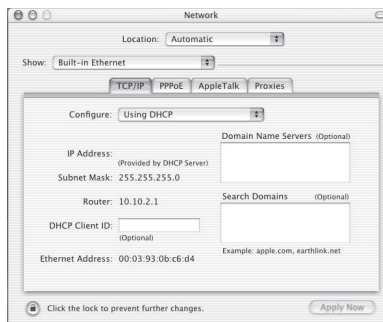 Network
Location: Automatic
Show: Built-in Ethernet
TCP/IP PPPoE AppleTalk Proxies
Configure: Using DHCP
Domain Name Servers (Optional)
IP Address:
(Provided by DHCP Server)
Subnet Mask: 255.255.255.0
Router: 10.10.2.1
Search Domains (Optional)
DHCP Client ID:
(Optional)
Example: apple.com, earthlink.net
Ethernet Address: 00:03:93:0b:c6:d4
Click the lock to prevent further changes.
Apply Now